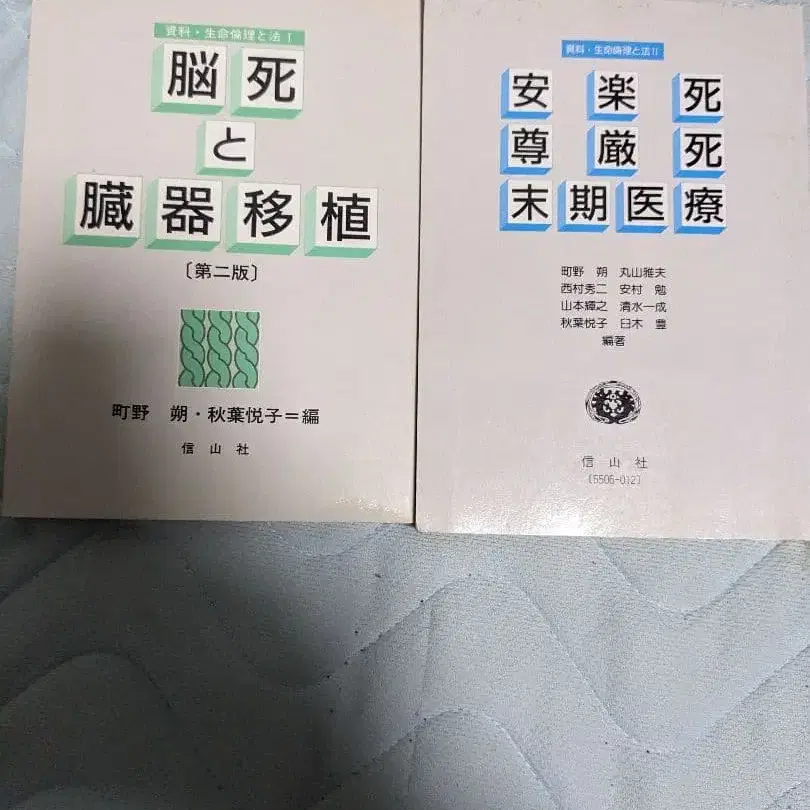 資料・生命倫理と法 I
脳死
と
臓器移植
〔第二版〕
町野 朔・秋葉悦子＝編
信山社
資料・生命倫理と法 II
安楽死
尊厳死
末期医療
町野 朔 丸山雅夫
西村秀二 安村 勉
山本輝之 清水一成
秋葉悦子 臼木 豊
編著
信山社
〔5506-012〕